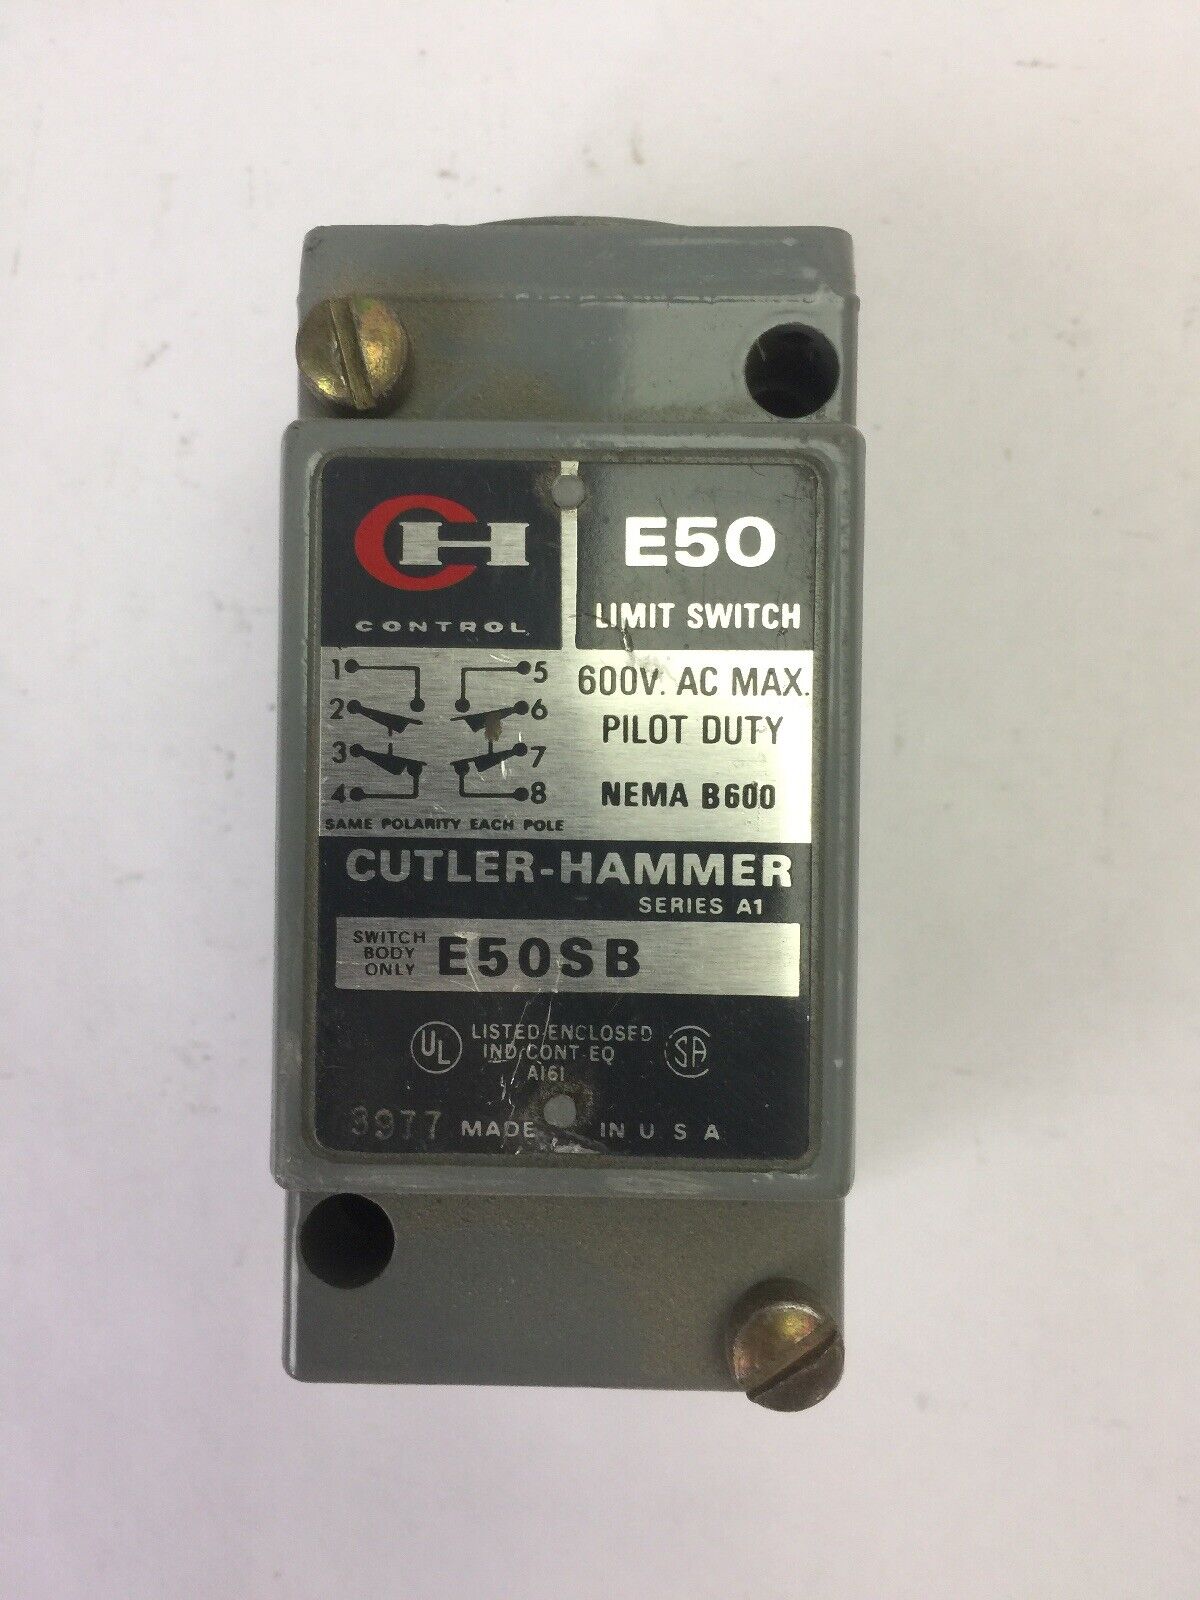 CH
CONTROL
E50
LIMIT SWITCH
1 5
2 6
3 7
4 8
SAME POLARITY EACH POLE
600V. AC MAX.
PILOT DUTY
NEMA B600
CUTLER-HAMMER
SERIES A1
SWITCH
BODY
ONLY
E50SB
UL
LISTED ENCLOSED
IND. CONT. EQ
A161
SA
3977 MADE IN U.S.A